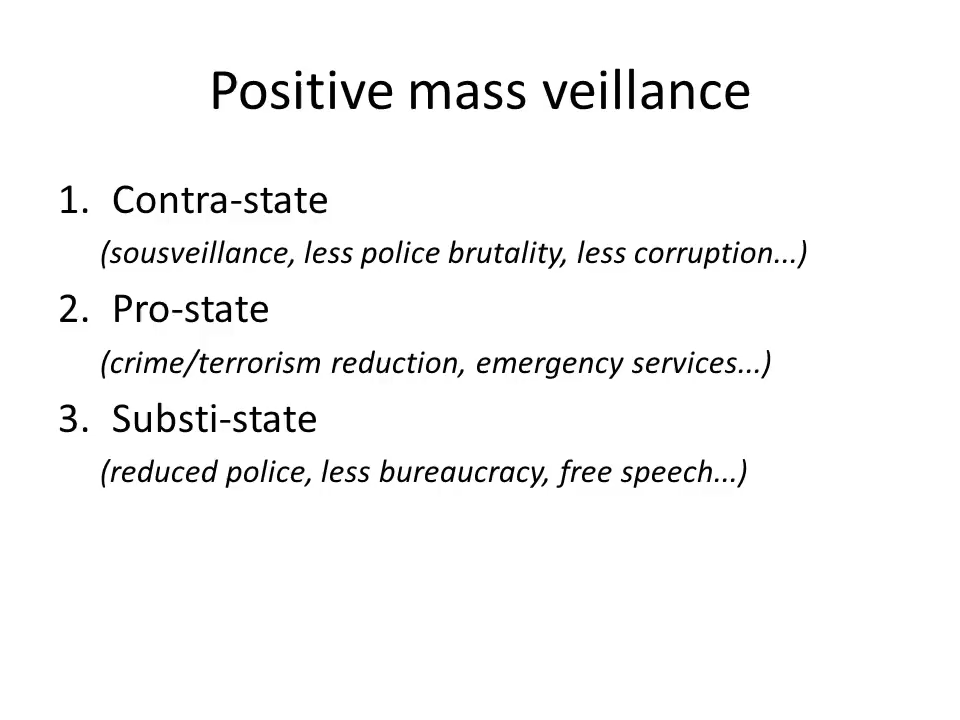 Positive mass veillance
1. Contra-state
(sousveillance, less police brutality, less corruption...)
2. Pro-state
(crime/terrorism reduction, emergency services...)
3. Substi-state
(reduced police, less bureaucracy, free speech...)